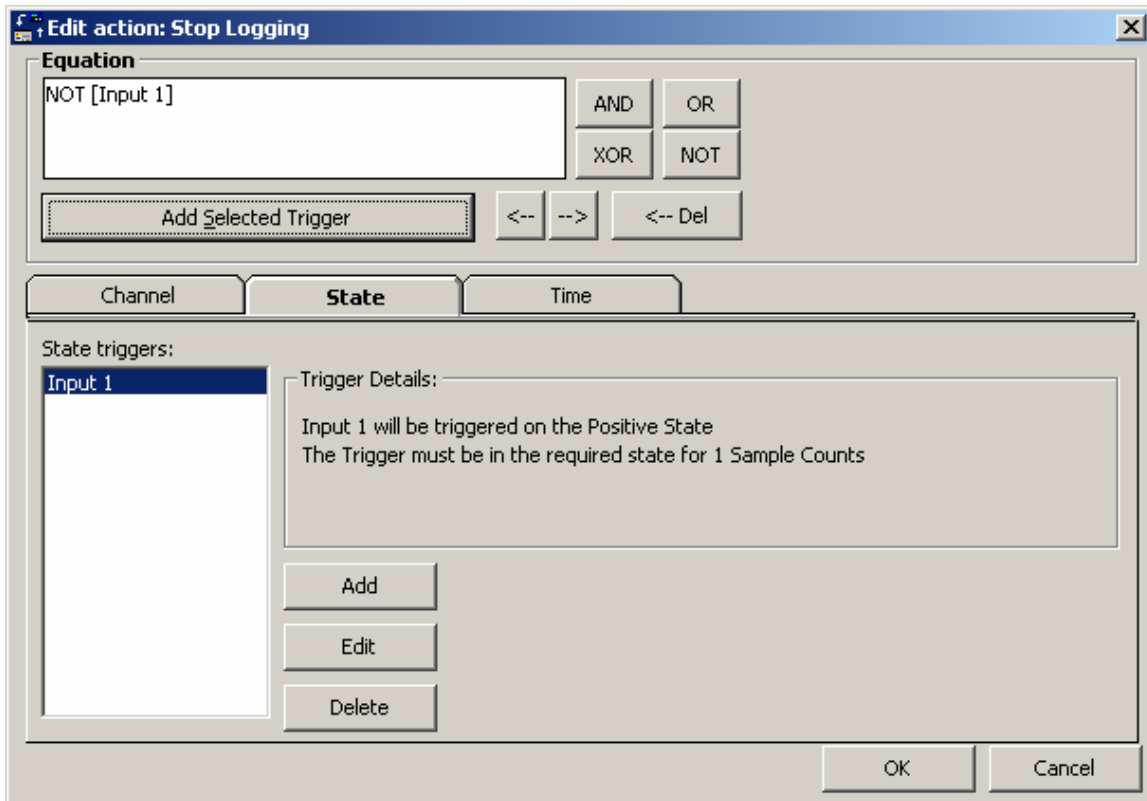 Edit action: Stop Logging
Equation
NOT [Input 1]
AND
OR
XOR
NOT
Add Selected Trigger
<--
-->
<-- Del
Channel
State
Time
State triggers:
Input 1
Trigger Details:
Input 1 will be triggered on the Positive State
The Trigger must be in the required state for 1 Sample Counts
Add
Edit
Delete
OK
Cancel